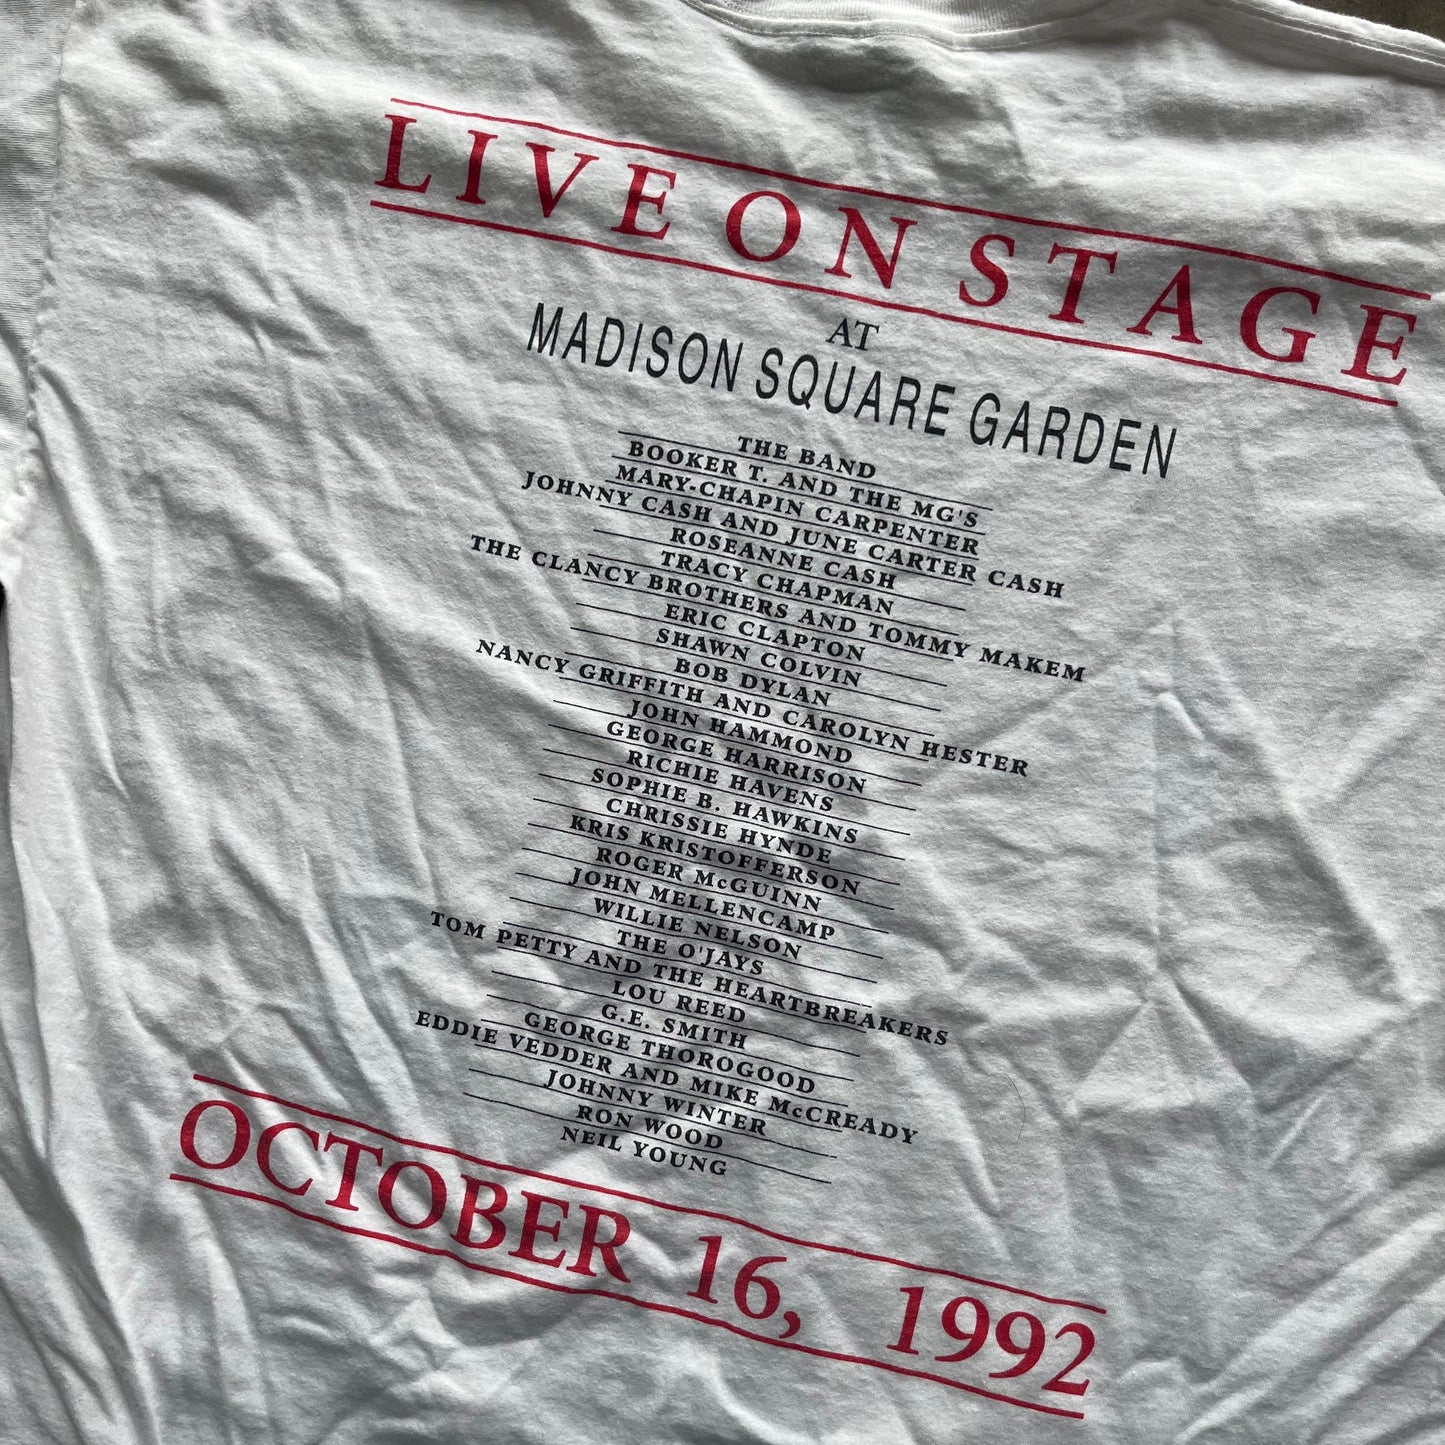 LIVE ON STAGE
AT
MADISON SQUARE GARDEN
THE BAND
BOOKER T. AND THE MG'S
MARY-CHAPIN CARPENTER
JOHNNY CASH AND JUNE CARTER CASH
ROSEANNE CASH
TRACY CHAPMAN
THE CLANCY BROTHERS AND TOMMY MAKEM
ERIC CLAPTON
SHAWN COLVIN
BOB DYLAN
NANCY GRIFFITH AND CAROLYN HESTER
JOHN HAMMOND
GEORGE HARRISON
RICHIE HAVENS
SOPHIE B. HAWKINS
CHRISSIE HYNDE
KRIS KRISTOFFERSON
ROGER McGUINN
JOHN MELLENCAMP
WILLIE NELSON
THE O'JAYS
TOM PETTY AND THE HEARTBREAKERS
LOU REED
G.E. SMITH
GEORGE THOROGOOD
EDDIE VEDDER AND MIKE McCREADY
JOHNNY WINTER
RON WOOD
NEIL YOUNG
OCTOBER 16, 1992